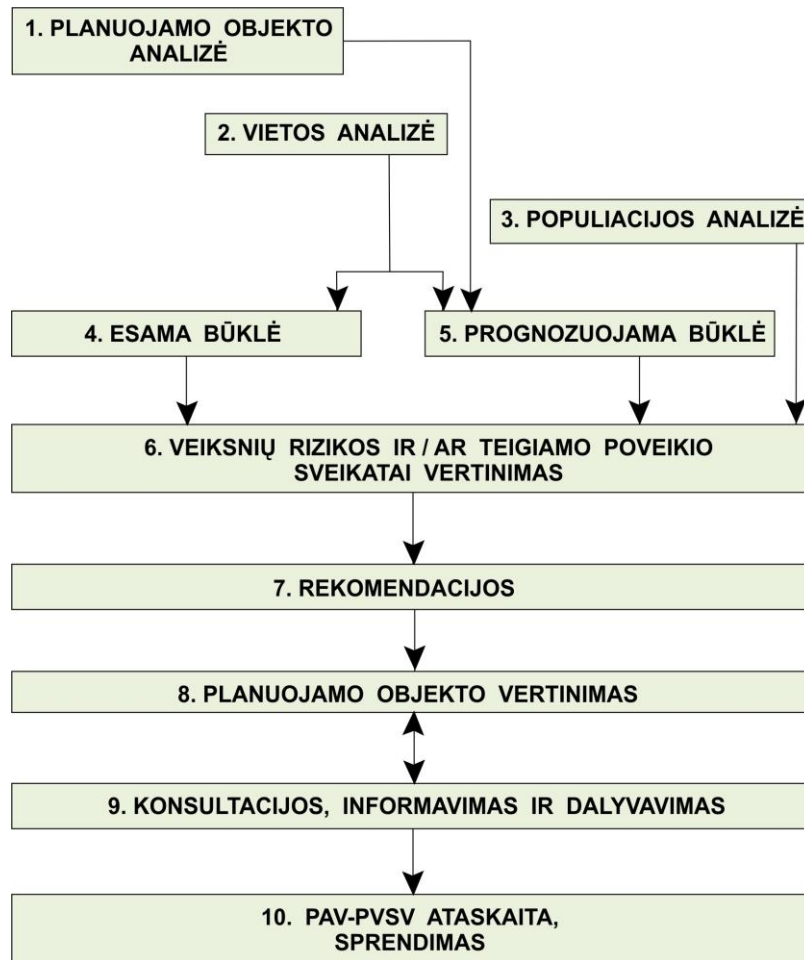 1. PLANUOJAMO OBJEKTO
ANALIZĖ
2. VIETOS ANALIZĖ
3. POPULIACIJOS ANALIZĖ
4. ESAMA BŪKLĖ
5. PROGNOZUOJAMA BŪKLĖ
6. VEIKSNIŲ RIZIKOS IR / AR TEIGIAMO POVEIKIO
SVEIKATAI VERTINIMAS
7. REKOMENDACIJOS
8. PLANUOJAMO OBJEKTO VERTINIMAS
9. KONSULTACIJOS, INFORMAVIMAS IR DALYVAVIMAS
10. PAV-PVSV ATASKAITA,
SPRENDIMAS